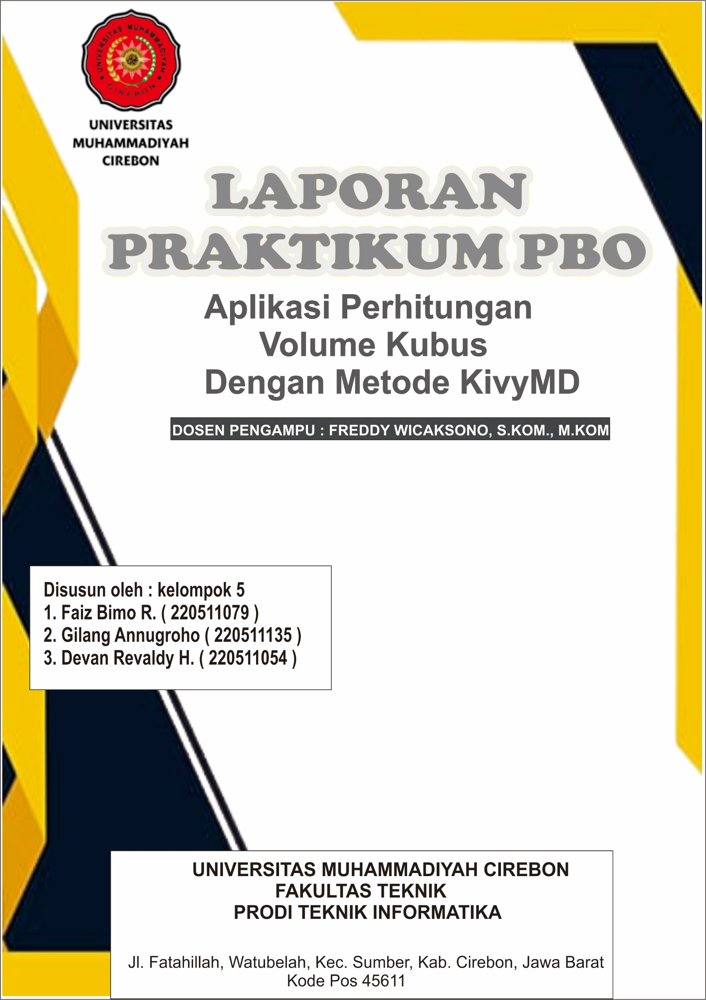 UNIVERSITAS MUHAMMADIYAH
CIREBON
UNIVERSITAS
MUHAMMADIYAH
CIREBON
LAPORAN
PRAKTIKUM PBO
Aplikasi Perhitungan
Volume Kubus
Dengan Metode KivyMD
DOSEN PENGAMPU : FREDDY WICAKSONO, S.KOM., M.KOM
Disusun oleh : kelompok 5
1. Faiz Bimo R. ( 220511079 )
2. Gilang Annugroho ( 220511135 )
3. Devan Revaldy H. ( 220511054 )
UNIVERSITAS MUHAMMADIYAH CIREBON
FAKULTAS TEKNIK
PRODI TEKNIK INFORMATIKA
Jl. Fatahillah, Watubelah, Kec. Sumber, Kab. Cirebon, Jawa Barat
Kode Pos 45611